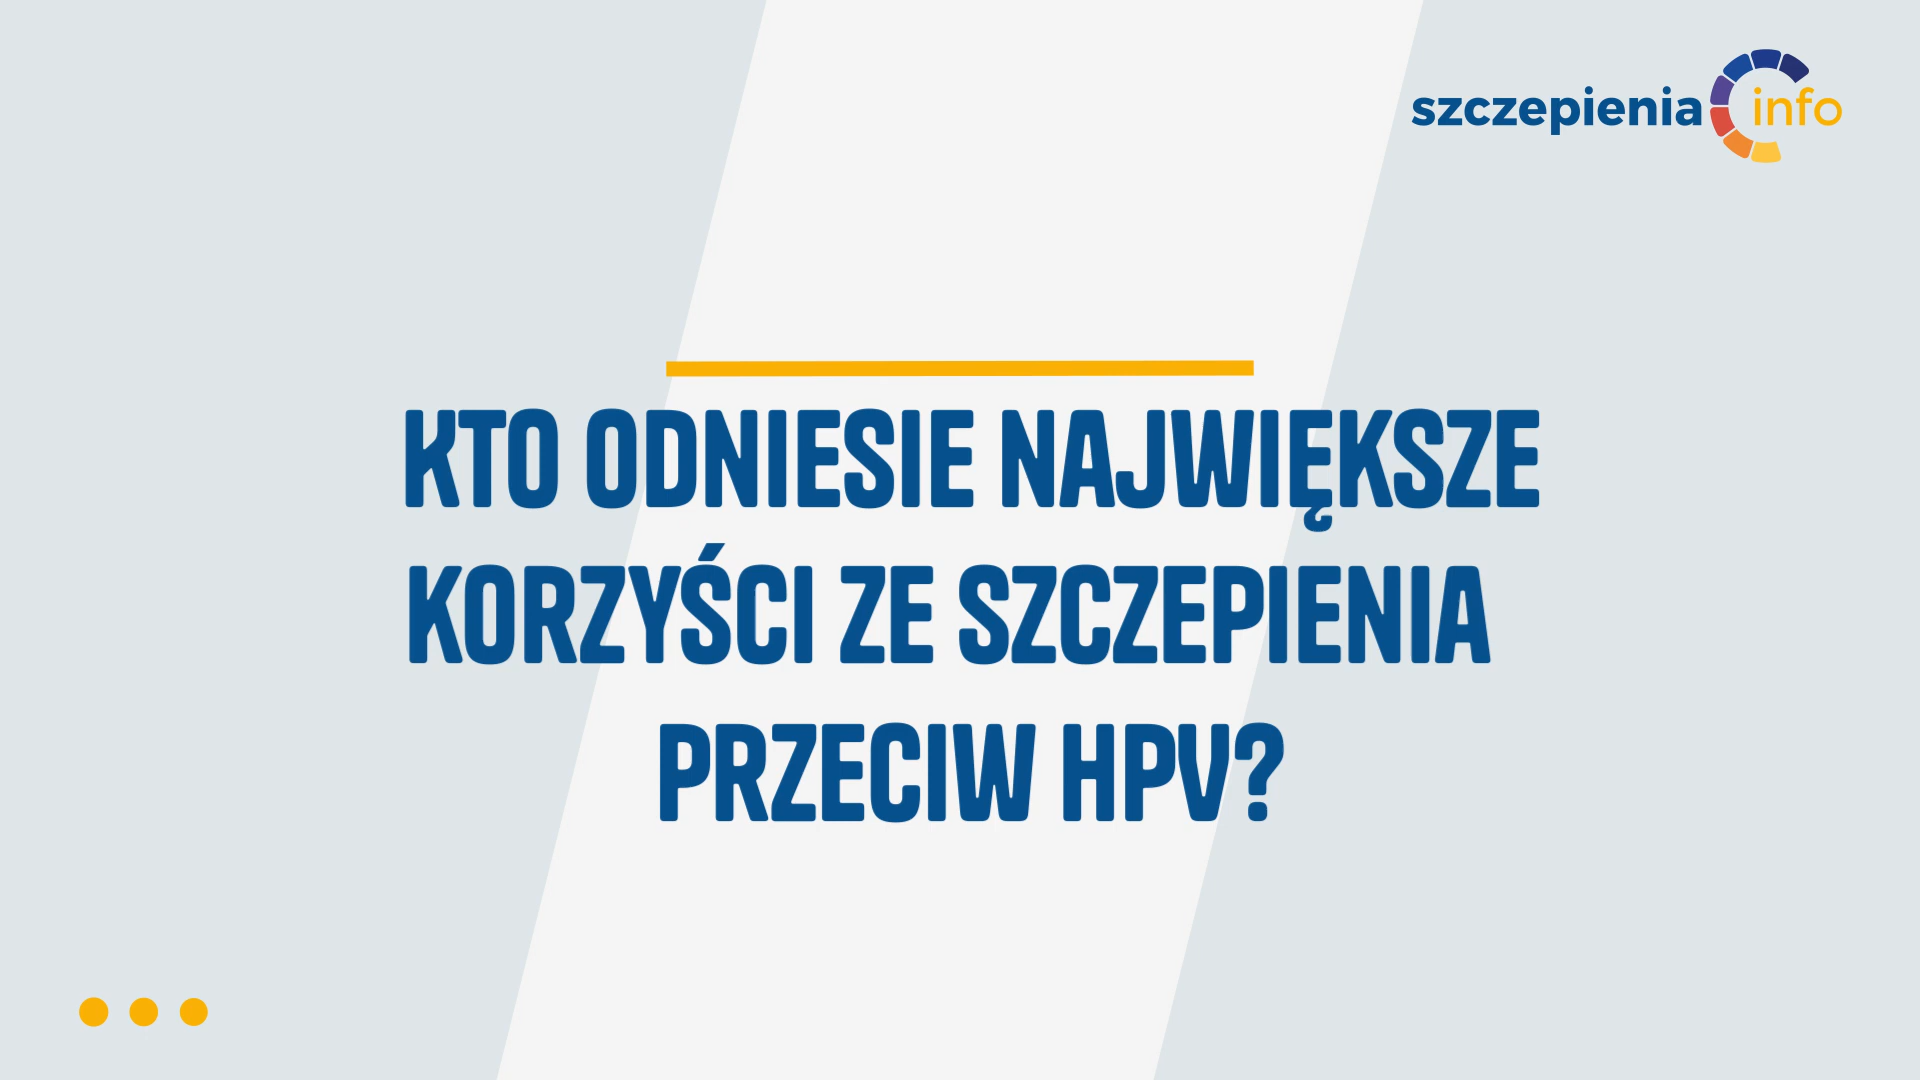 szczepienia info
KTO ODNIESIE NAJWIĘKSZE
KORZYŚCI ZE SZCZEPIENIA
PRZECIW HPV?